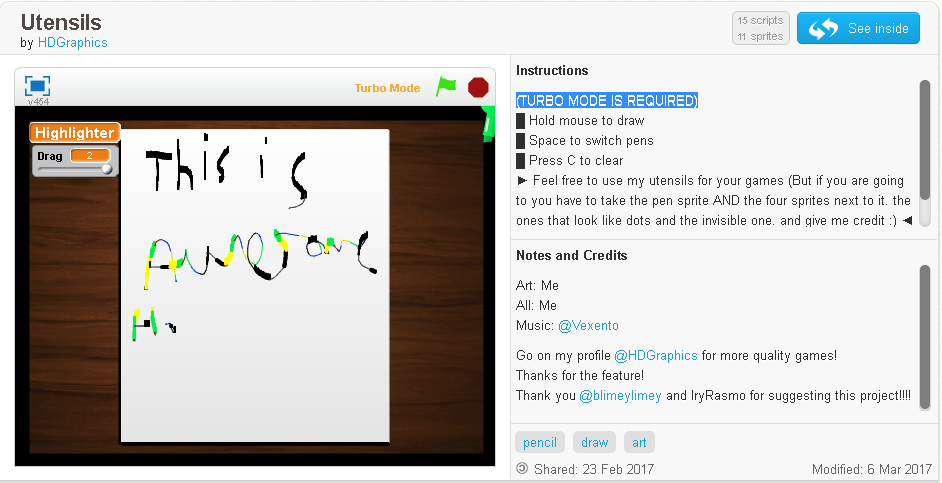 Utensils
by HDGraphics
15 scripts
11 sprites
See inside
v454
Turbo Mode
Highlighter
Drag 2
This is
Awesome
Hi
Instructions
(TURBO MODE IS REQUIRED)
█ Hold mouse to draw
█ Space to switch pens
█ Press C to clear
► Feel free to use my utensils for your games (But if you are going
to you have to take the pen sprite AND the four sprites next to it. the
ones that look like dots and the invisible one. and give me credit :) ◄
Notes and Credits
Art: Me
All: Me
Music: @Vexento
Go on my profile @HDGraphics for more quality games!
Thanks for the feature!
Thank you @blimeylimey and IryRasmo for suggesting this project!!!!
pencil draw art
© Shared: 23 Feb 2017 Modified: 6 Mar 2017